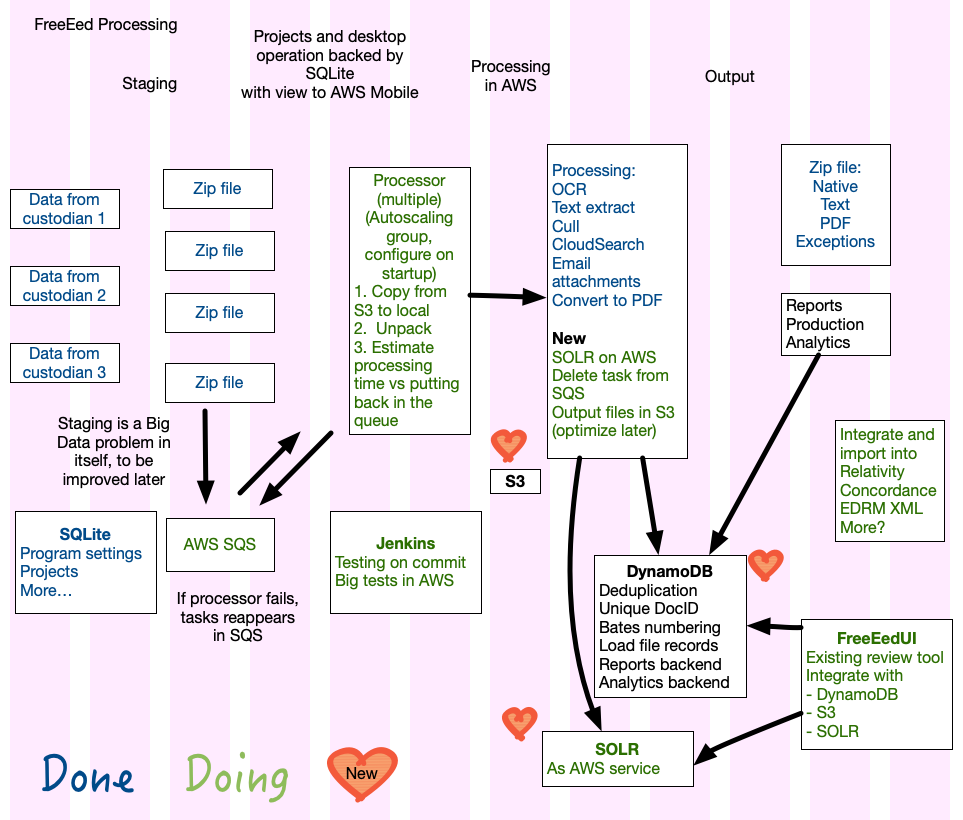 FreeEed Processing
Staging
Projects and desktop
operation backed by
SQLite
with view to AWS Mobile
Processing
in AWS
Output
Data from
custodian 1
Data from
custodian 2
Data from
custodian 3
Zip file
Zip file
Zip file
Zip file
Processor
(multiple)
(Autoscaling
group,
configure on
startup)
1. Copy from
S3 to local
2. Unpack
3. Estimate
processing
time vs putting
back in the
queue
Processing:
OCR
Text extract
Cull
CloudSearch
Email
attachments
Convert to PDF
New
SOLR on AWS
Delete task from
SQS
Output files in S3
(optimize later)
Zip file:
Native
Text
PDF
Exceptions
Reports
Production
Analytics
Staging is a Big
Data problem in
itself, to be
improved later
S3
Integrate and
import into
Relativity
Concordance
EDRM XML
More?
SQLite
Program settings
Projects
More…
AWS SQS
If processor fails,
tasks reappears
in SQS
Jenkins
Testing on commit
Big tests in AWS
DynamoDB
Deduplication
Unique DocID
Bates numbering
Load file records
Reports backend
Analytics backend
FreeEedUI
Existing review tool
Integrate with
- DynamoDB
- S3
- SOLR
SOLR
As AWS service
Done
Doing
New